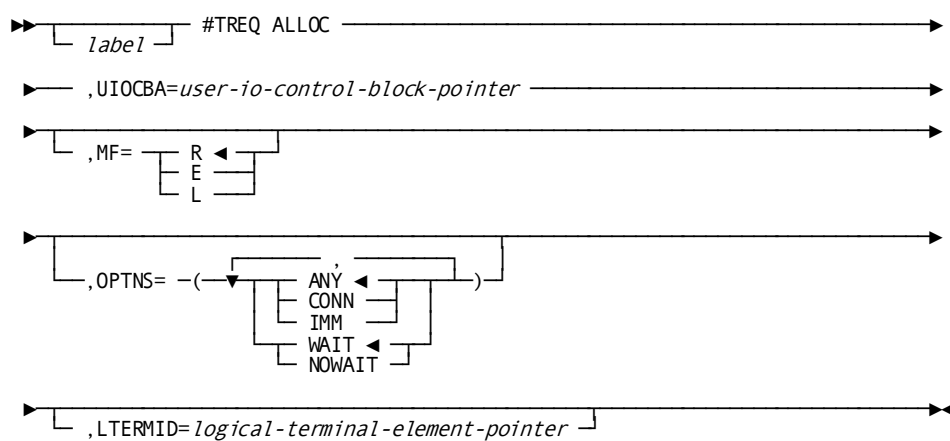 #TREQ ALLOC
label
,UIOCBA=user-io-control-block-pointer
,MF= R
E
L
,
,OPTNS= ( ANY )
CONN
IMM
WAIT
NOWAIT
,LTERMID=logical-terminal-element-pointer